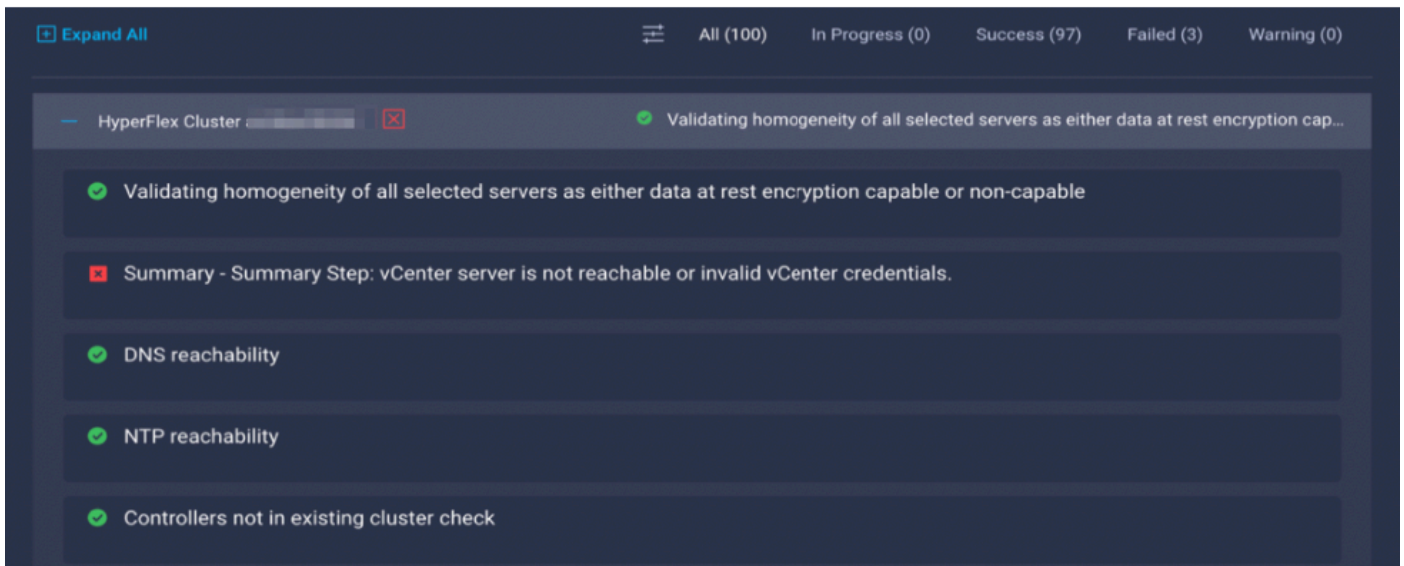 Expand All All (100) In Progress (0) Success (97) Failed (3) Warning (0)
HyperFlex Cluster Validating homogeneity of all selected servers as either data at rest encryption cap...
Validating homogeneity of all selected servers as either data at rest encryption capable or non-capable
Summary - Summary Step: vCenter server is not reachable or invalid vCenter credentials.
DNS reachability
NTP reachability
Controllers not in existing cluster check